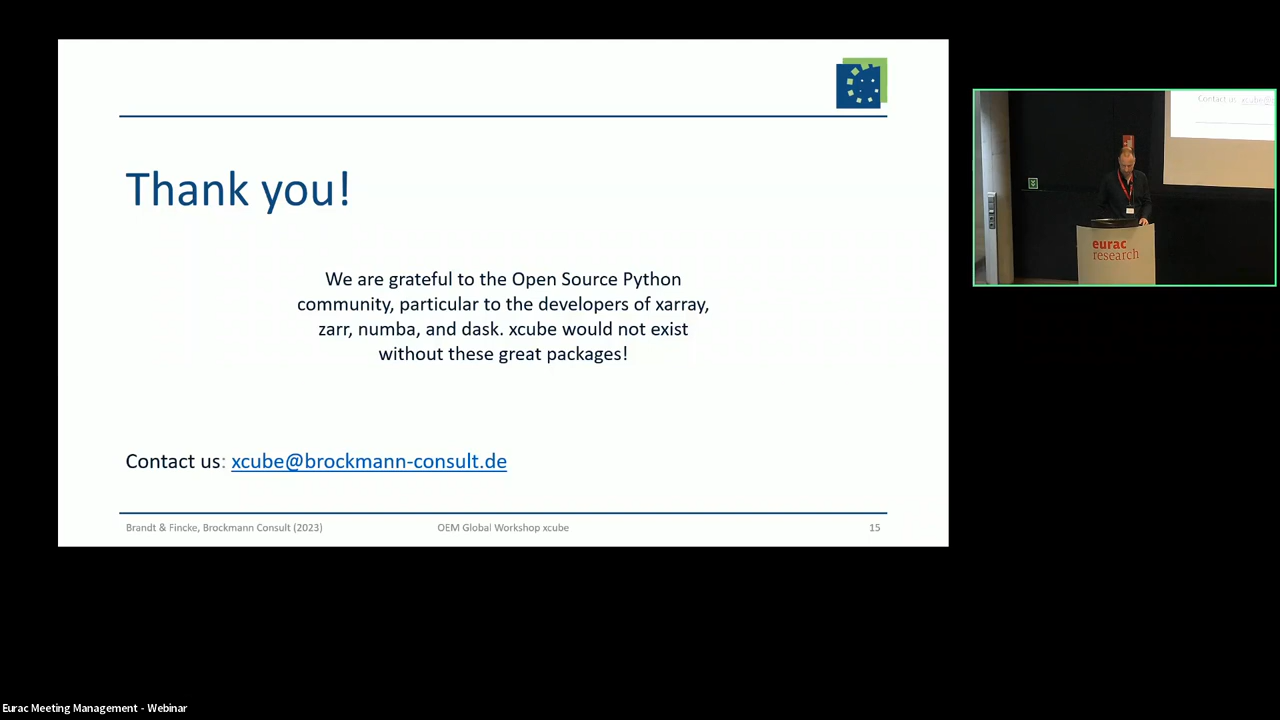 Thank you!
We are grateful to the Open Source Python
community, particular to the developers of xarray,
zarr, numba, and dask. xcube would not exist
without these great packages!
Contact us: xcube@brockmann-consult.de
Brandt & Fincke, Brockmann Consult (2023)
OEM Global Workshop xcube
15
Contact us:
eurac
research
Eurac Meeting Management - Webinar